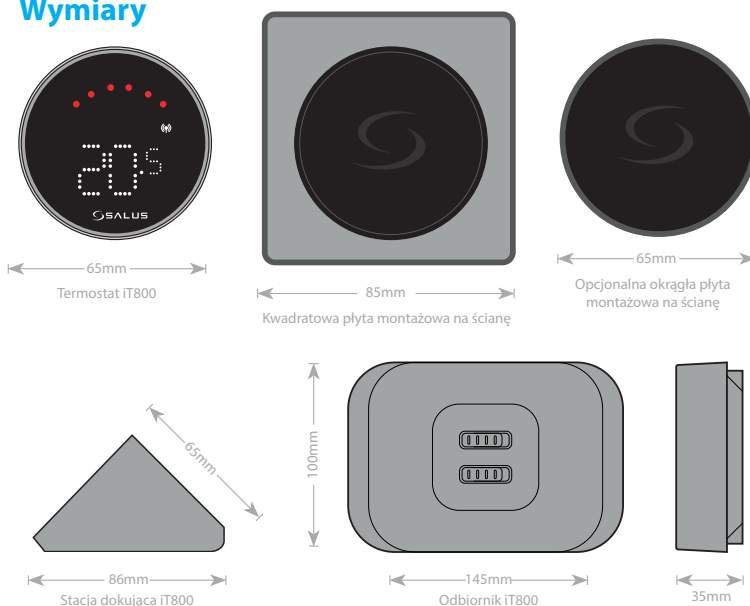 Wymiary
20.5
SALUS
65mm
Termostat iT800
85mm
Kwadratowa płyta montażowa na ścianę
65mm
Opcjonalna okrągła płyta
montażowa na ścianę
65mm
86mm
Stacja dokująca iT800
100mm
145mm
Odbiornik iT800
35mm